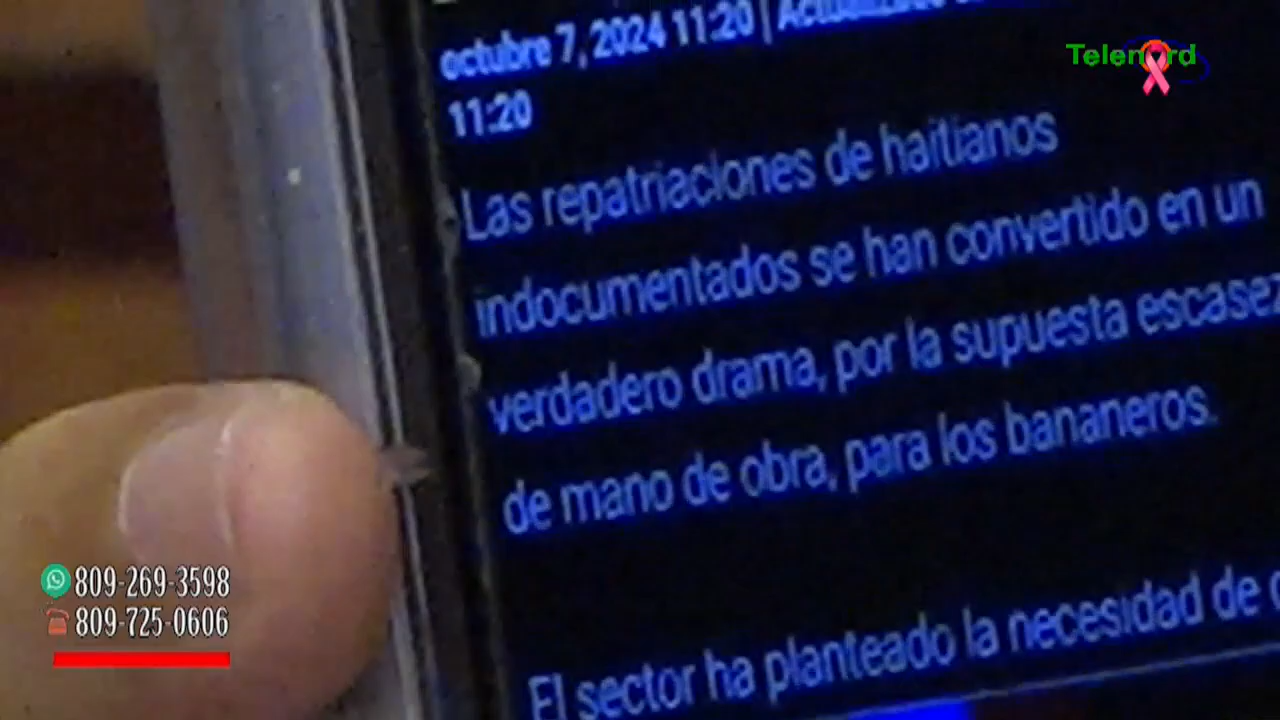 octubre 7, 2024 11:20 |
11:20
Las repatriaciones de haitianos
indocumentados se han convertido en un
verdadero drama, por la supuesta escasez
de mano de obra, para los bananeros.
El sector ha planteado la necesidad de
Telenord
809-269-3598
809-725-0606